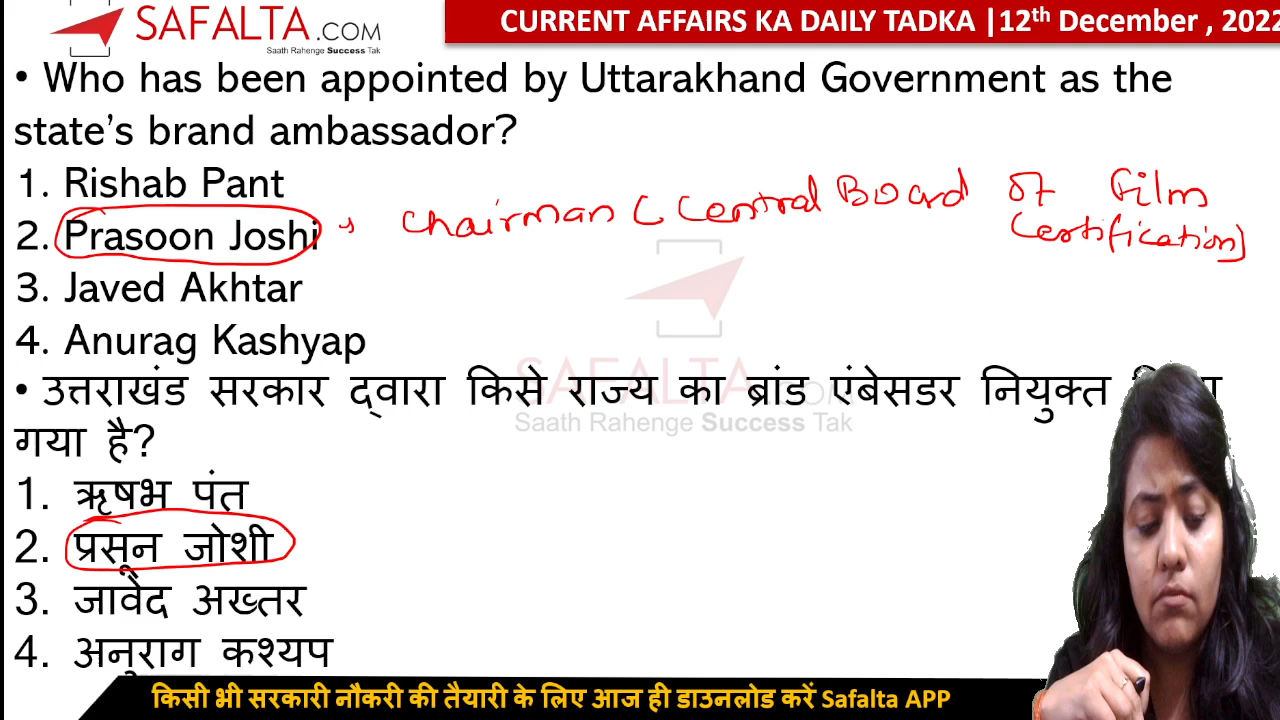 SAFALTA.COM
Saath Rahenge Success Tak
CURRENT AFFAIRS KA DAILY TADKA |12th December , 2022
• Who has been appointed by Uttarakhand Government as the
state's brand ambassador?
1. Rishab Pant
2. Prasoon Joshi → Chairman ( Central Board of Film
Certification)
3. Javed Akhtar
4. Anurag Kashyap
SAFALTA.COM
Saath Rahenge Success Tak
• उत्तराखंड सरकार द्वारा किसे राज्य का ब्रांड एंबेसडर नियुक्त
गया है?
1. ऋषभ पंत
2. प्रसून जोशी
3. जावेद अख्तर
4. अनुराग कश्यप
किसी भी सरकारी नौकरी की तैयारी के लिए आज ही डाउनलोड करें Safalta APP